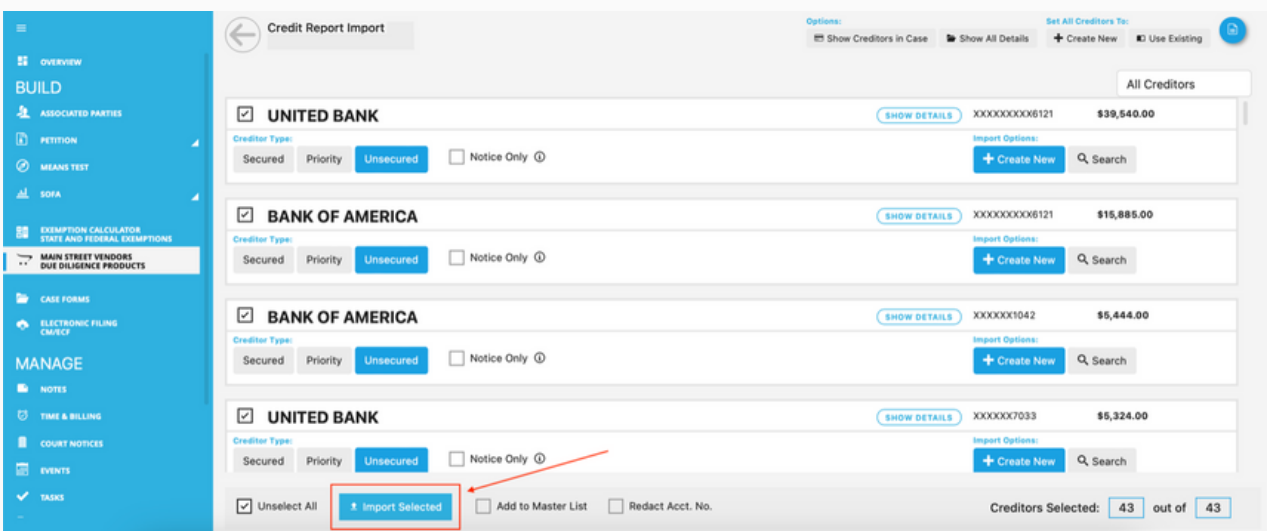 OVERVIEW
BUILD
ASSOCIATED PARTIES
PETITION
MEANS TEST
SOFA
EXEMPTION CALCULATOR
STATE AND FEDERAL EXEMPTIONS
MAIN STREET VENDORS
DUE DILIGENCE PRODUCTS
CASE FORMS
ELECTRONIC FILING
CM/ECF
MANAGE
NOTES
TIME & BILLING
COURT NOTICES
EVENTS
TASKS
Credit Report Import
Options:
Show Creditors in Case Show All Details
Set All Creditors To:
Create New Use Existing
All Creditors
UNITED BANK SHOW DETAILS XXXXXXXXX6121 $39,540.00
Creditor Type: Import Options:
Secured Priority Unsecured Notice Only Create New Search
BANK OF AMERICA SHOW DETAILS XXXXXXXXX6121 $15,885.00
Creditor Type: Import Options:
Secured Priority Unsecured Notice Only Create New Search
BANK OF AMERICA SHOW DETAILS XXXXXX1042 $5,444.00
Creditor Type: Import Options:
Secured Priority Unsecured Notice Only Create New Search
UNITED BANK SHOW DETAILS XXXXXX7033 $5,324.00
Creditor Type: Import Options:
Secured Priority Unsecured Notice Only Create New Search
Unselect All Import Selected Add to Master List Redact Acct. No. Creditors Selected: 43 out of 43